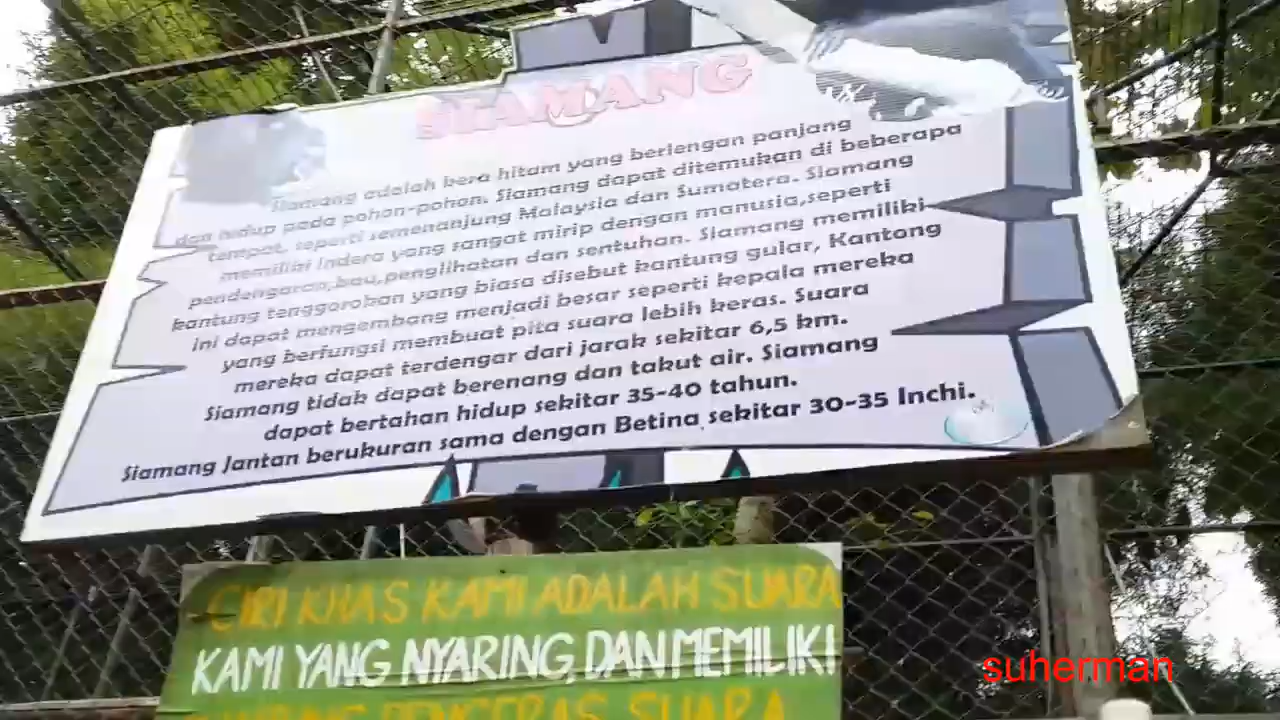 SIAMANG
Siamang adalah kera hitam yang berlengan panjang
dan hidup pada pohon-pohon. Siamang dapat ditemukan di beberapa
tempat, seperti semenanjung Malaysia dan Sumatera. Siamang
memiliki indera yang sangat mirip dengan manusia,seperti
pendengaran,bau,penglihatan dan sentuhan. Siamang memiliki
kantung tenggorokan yang biasa disebut kantung gular, Kantong
ini dapat mengembang menjadi besar seperti kepala mereka
yang berfungsi membuat pita suara lebih keras. Suara
mereka dapat terdengar dari jarak sekitar 6,5 km.
Siamang tidak dapat berenang dan takut air. Siamang
dapat bertahan hidup sekitar 35-40 tahun.
Siamang Jantan berukuran sama dengan Betina sekitar 30-35 Inchi.
CIRI KHAS KAMI ADALAH SUARA
KAMI YANG NYARING, DAN MEMILIKI
PENGERAS SUARA
suherman